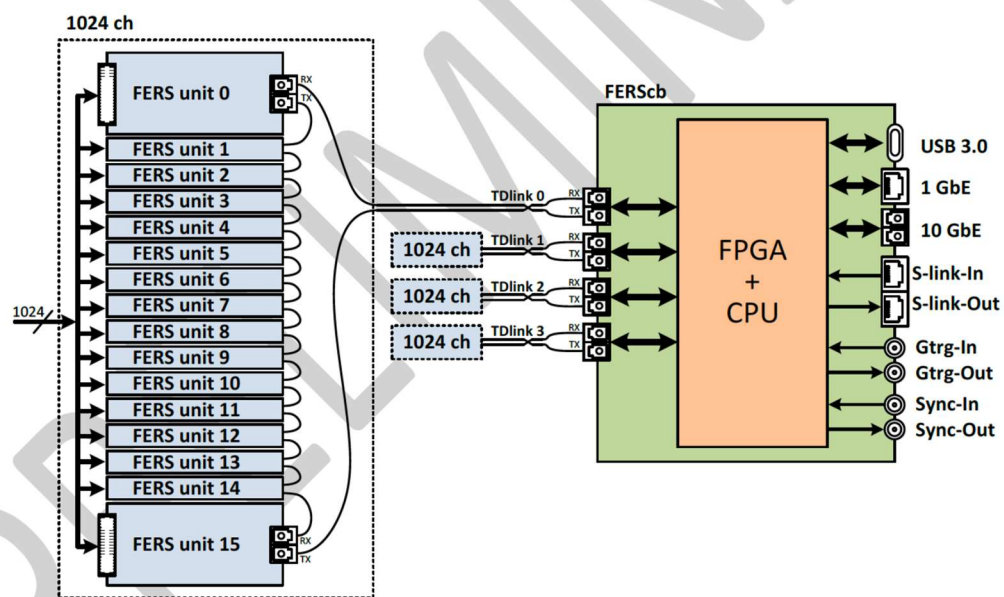 1024 ch
FERS unit 0
RX
TX
FERS unit 1
FERS unit 2
FERS unit 3
FERS unit 4
FERS unit 5
FERS unit 6
FERS unit 7
FERS unit 8
FERS unit 9
FERS unit 10
FERS unit 11
FERS unit 12
FERS unit 13
FERS unit 14
FERS unit 15
RX
TX
1024
TDlink 0
RX
TX
1024 ch
TDlink 1
RX
TX
1024 ch
TDlink 2
RX
TX
1024 ch
TDlink 3
RX
TX
FERScb
FPGA
+
CPU
USB 3.0
1 GbE
10 GbE
S-link-In
S-link-Out
Gtrg-In
Gtrg-Out
Sync-In
Sync-Out